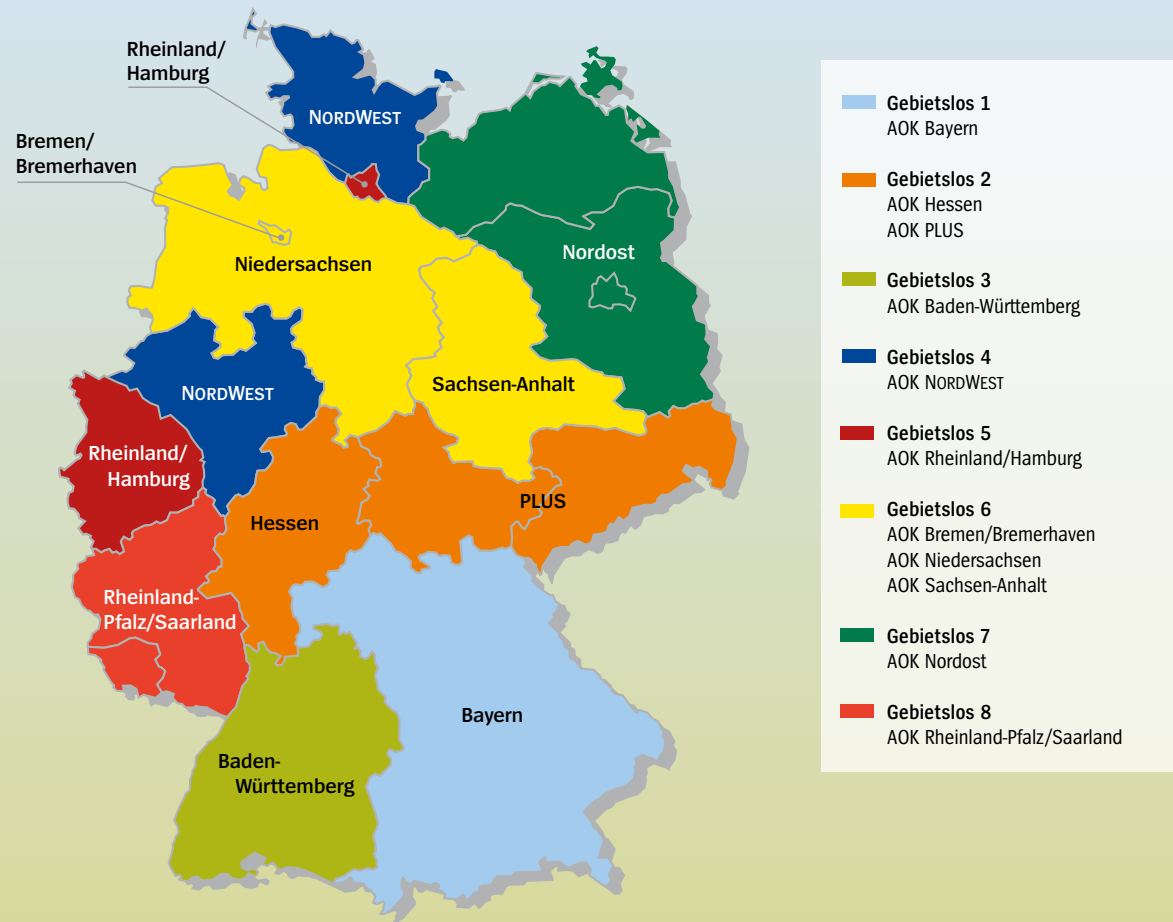 Rheinland/
Hamburg
NORDWEST
Bremen/
Bremerhaven
Niedersachsen
Nordost
NORDWEST
Sachsen-Anhalt
Rheinland/
Hamburg
Hessen
PLUS
Rheinland-
Pfalz/Saarland
Bayern
Baden-
Württemberg
Gebietslos 1
AOK Bayern
Gebietslos 2
AOK Hessen
AOK PLUS
Gebietslos 3
AOK Baden-Württemberg
Gebietslos 4
AOK NORDWEST
Gebietslos 5
AOK Rheinland/Hamburg
Gebietslos 6
AOK Bremen/Bremerhaven
AOK Niedersachsen
AOK Sachsen-Anhalt
Gebietslos 7
AOK Nordost
Gebietslos 8
AOK Rheinland-Pfalz/Saarland